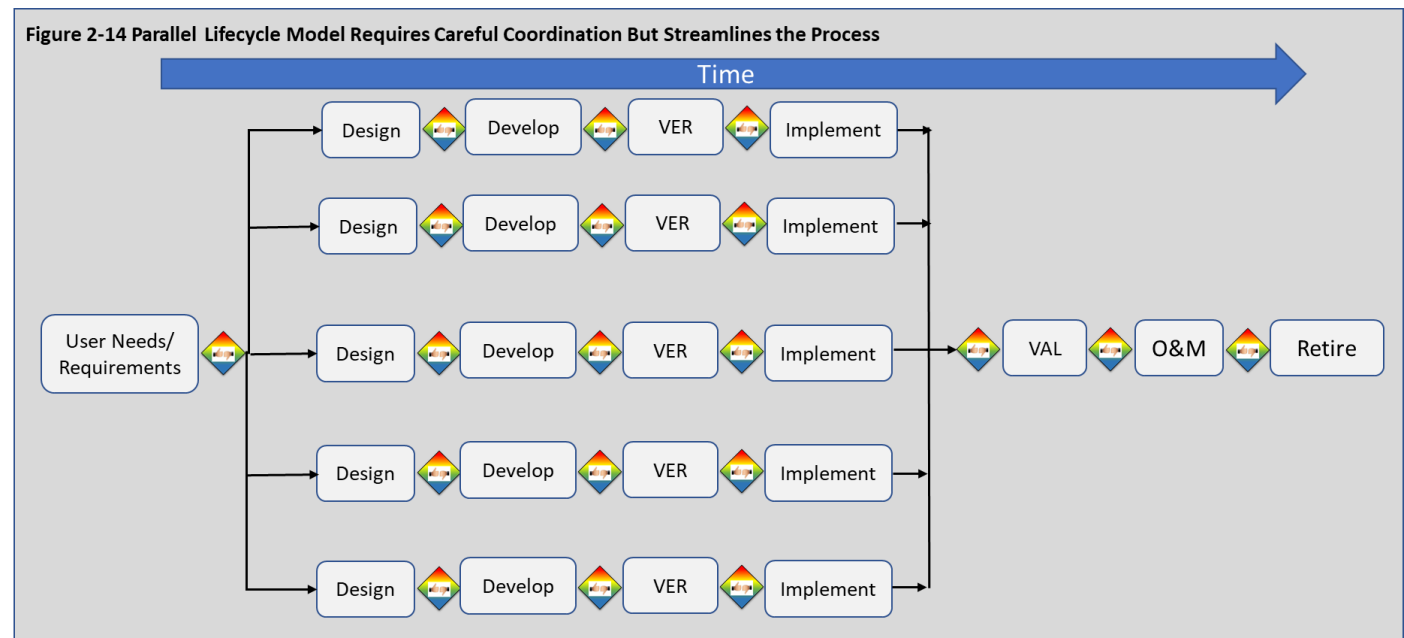 Figure 2-14 Parallel Lifecycle Model Requires Careful Coordination But Streamlines the Process
Time
Design
Develop
VER
Implement
Design
Develop
VER
Implement
User Needs/
Requirements
Design
Develop
VER
Implement
VAL
O&M
Retire
Design
Develop
VER
Implement
Design
Develop
VER
Implement